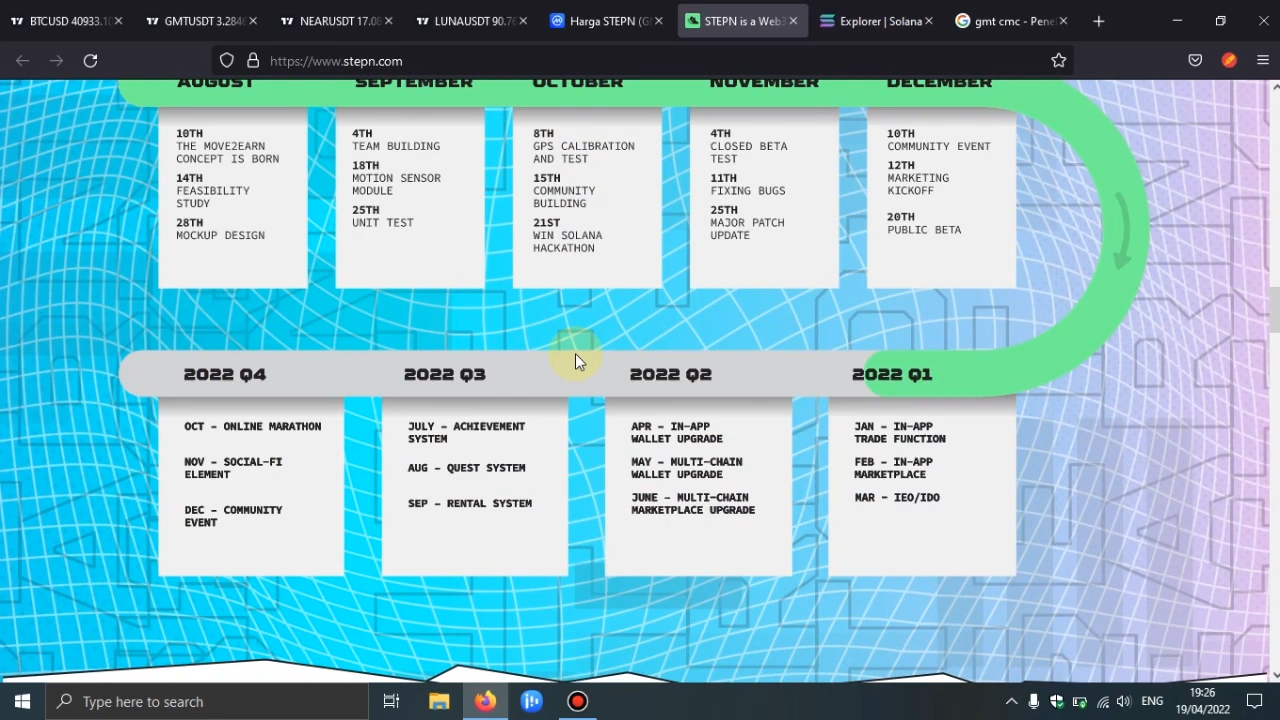 BTCUSD 40933.1
GMTUSDT 3.284
NEARUSDT 17.08
LUNAUSDT 90.7
Harga STEPN (G
STEPN is a Web3
Explorer | Solana
gmt cmc - Pene
https://www.stepn.com
AUGUST
SEPTEMBER
OCTOBER
NOVEMBER
DECEMBER
10TH
THE MOVE2EARN
CONCEPT IS BORN
14TH
FEASIBILITY
STUDY
28TH
MOCKUP DESIGN
4TH
TEAM BUILDING
18TH
MOTION SENSOR
MODULE
25TH
UNIT TEST
8TH
GPS CALIBRATION
AND TEST
15TH
COMMUNITY
BUILDING
21ST
WIN SOLANA
HACKATHON
4TH
CLOSED BETA
TEST
11TH
FIXING BUGS
25TH
MAJOR PATCH
UPDATE
10TH
COMMUNITY EVENT
12TH
MARKETING
KICKOFF
20TH
PUBLIC BETA
2022 Q4
2022 Q3
2022 Q2
2022 Q1
OCT – ONLINE MARATHON
NOV – SOCIAL-FI
ELEMENT
DEC – COMMUNITY
EVENT
JULY – ACHIEVEMENT
SYSTEM
AUG – QUEST SYSTEM
SEP – RENTAL SYSTEM
APR – IN-APP
WALLET UPGRADE
MAY – MULTI-CHAIN
WALLET UPGRADE
JUNE – MULTI-CHAIN
MARKETPLACE UPGRADE
JAN – IN-APP
TRADE FUNCTION
FEB – IN-APP
MARKETPLACE
MAR – IEO/IDO
Type here to search
ENG
19:26
19/04/2022